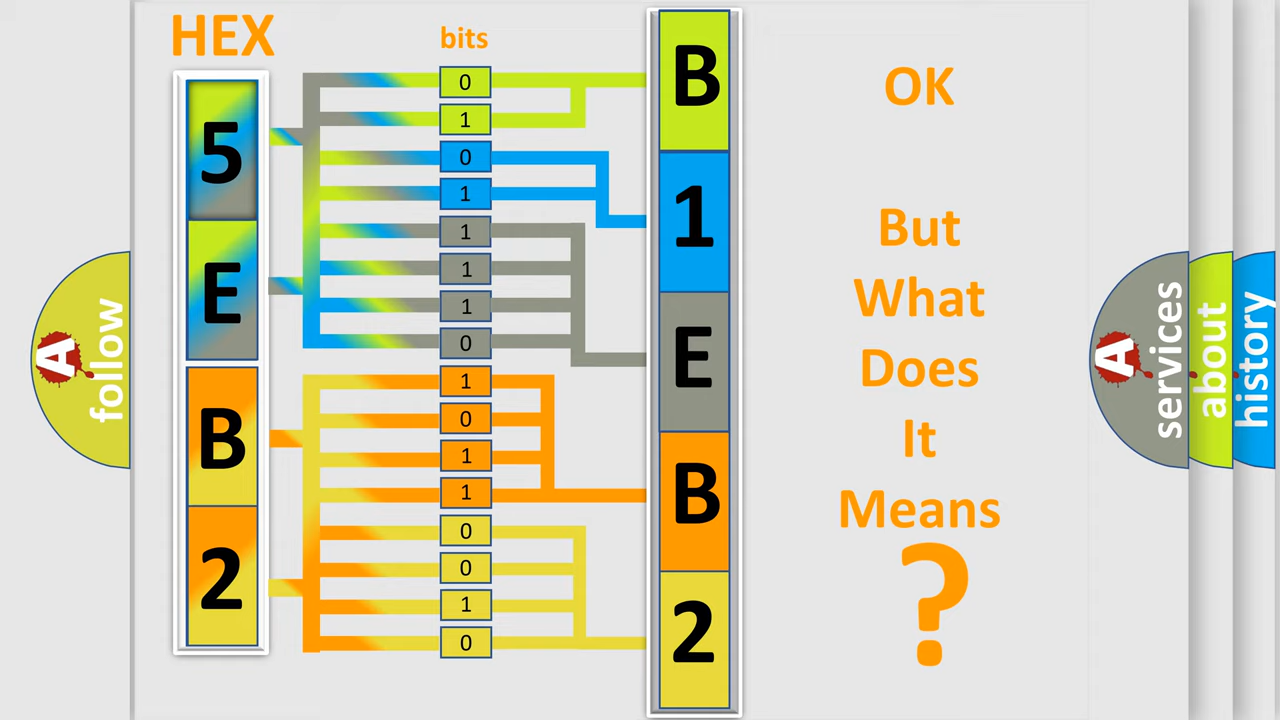 HEX
bits
5
E
B
2
0
1
0
1
1
1
1
0
1
0
1
1
0
0
1
0
B
1
E
B
2
OK
But
What
Does
It
Means
?
A
follow
A
services
about
history